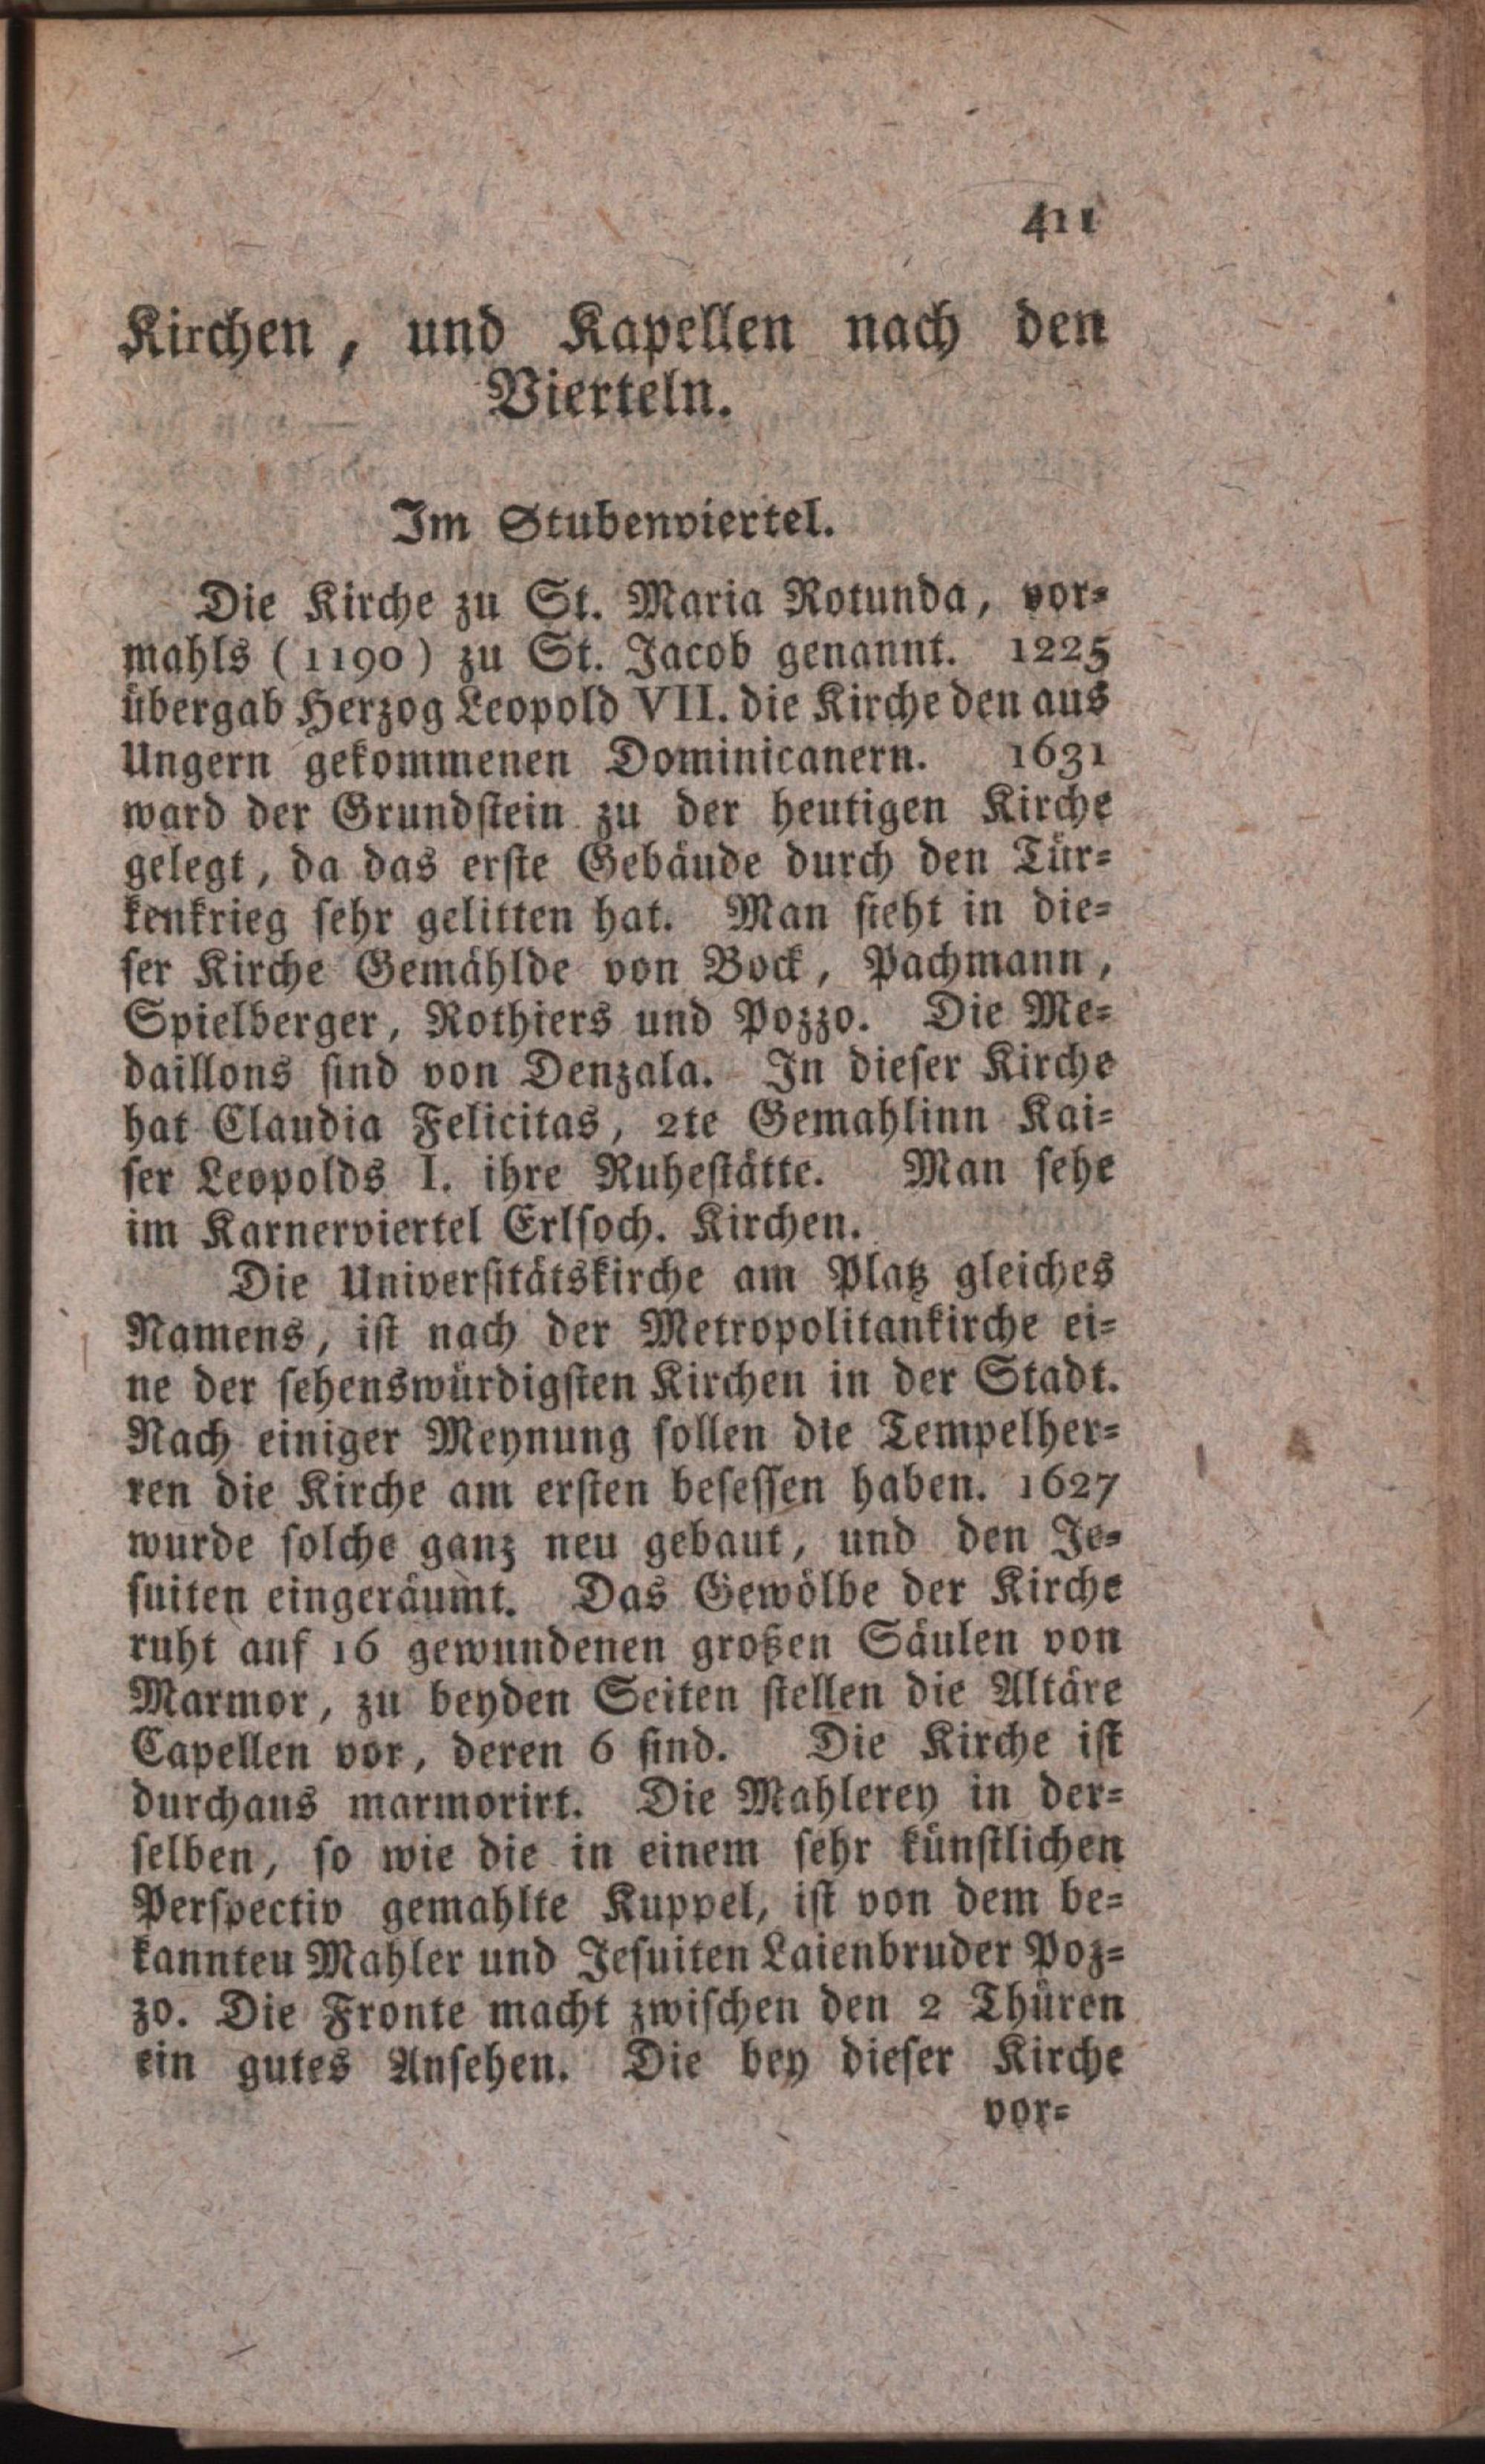 411
Kirchen, und Kapellen nach den
Vierteln.
Im Stubenviertel.
Die Kirche zu St. Maria Rotunda, vor=
mahls (1190) zu St. Jacob genannt. 1225
übergab Herzog Leopold VII. die Kirche den aus
Ungern gekommenen Dominicanern. 1631
ward der Grundstein zu der heutigen Kirche
gelegt, da das erste Gebäude durch den Tür=
kenkrieg sehr gelitten hat. Man sieht in die=
ser Kirche Gemählde von Bock, Pachmann,
Spielberger, Rothiers und Pozzo. Die Me=
daillons sind von Denzala. In dieser Kirche
hat Claudia Felicitas, 2te Gemahlinn Kai=
ser Leopolds I. ihre Ruhestätte. Man sehe
im Karnerviertel Erlsoch. Kirchen.
Die Universitätskirche am Platz gleiches
Namens, ist nach der Metropolitankirche ei=
ne der sehenswürdigsten Kirchen in der Stadt.
Nach einiger Meynung sollen die Tempelher=
ren die Kirche am ersten besessen haben. 1627
wurde solche ganz neu gebaut, und den Je=
suiten eingeräumt. Das Gewölbe der Kirche
ruht auf 16 gewundenen großen Säulen von
Marmor, zu beyden Seiten stellen die Altäre
Capellen vor, deren 6 sind. Die Kirche ist
durchaus marmorirt. Die Mahlerey in der=
selben, so wie die in einem sehr künstlichen
Perspectiv gemahlte Kuppel, ist von dem be=
kannten Mahler und Jesuiten Laienbruder Poz=
zo. Die Fronte macht zwischen den 2 Thüren
ein gutes Ansehen. Die bey dieser Kirche
vor=